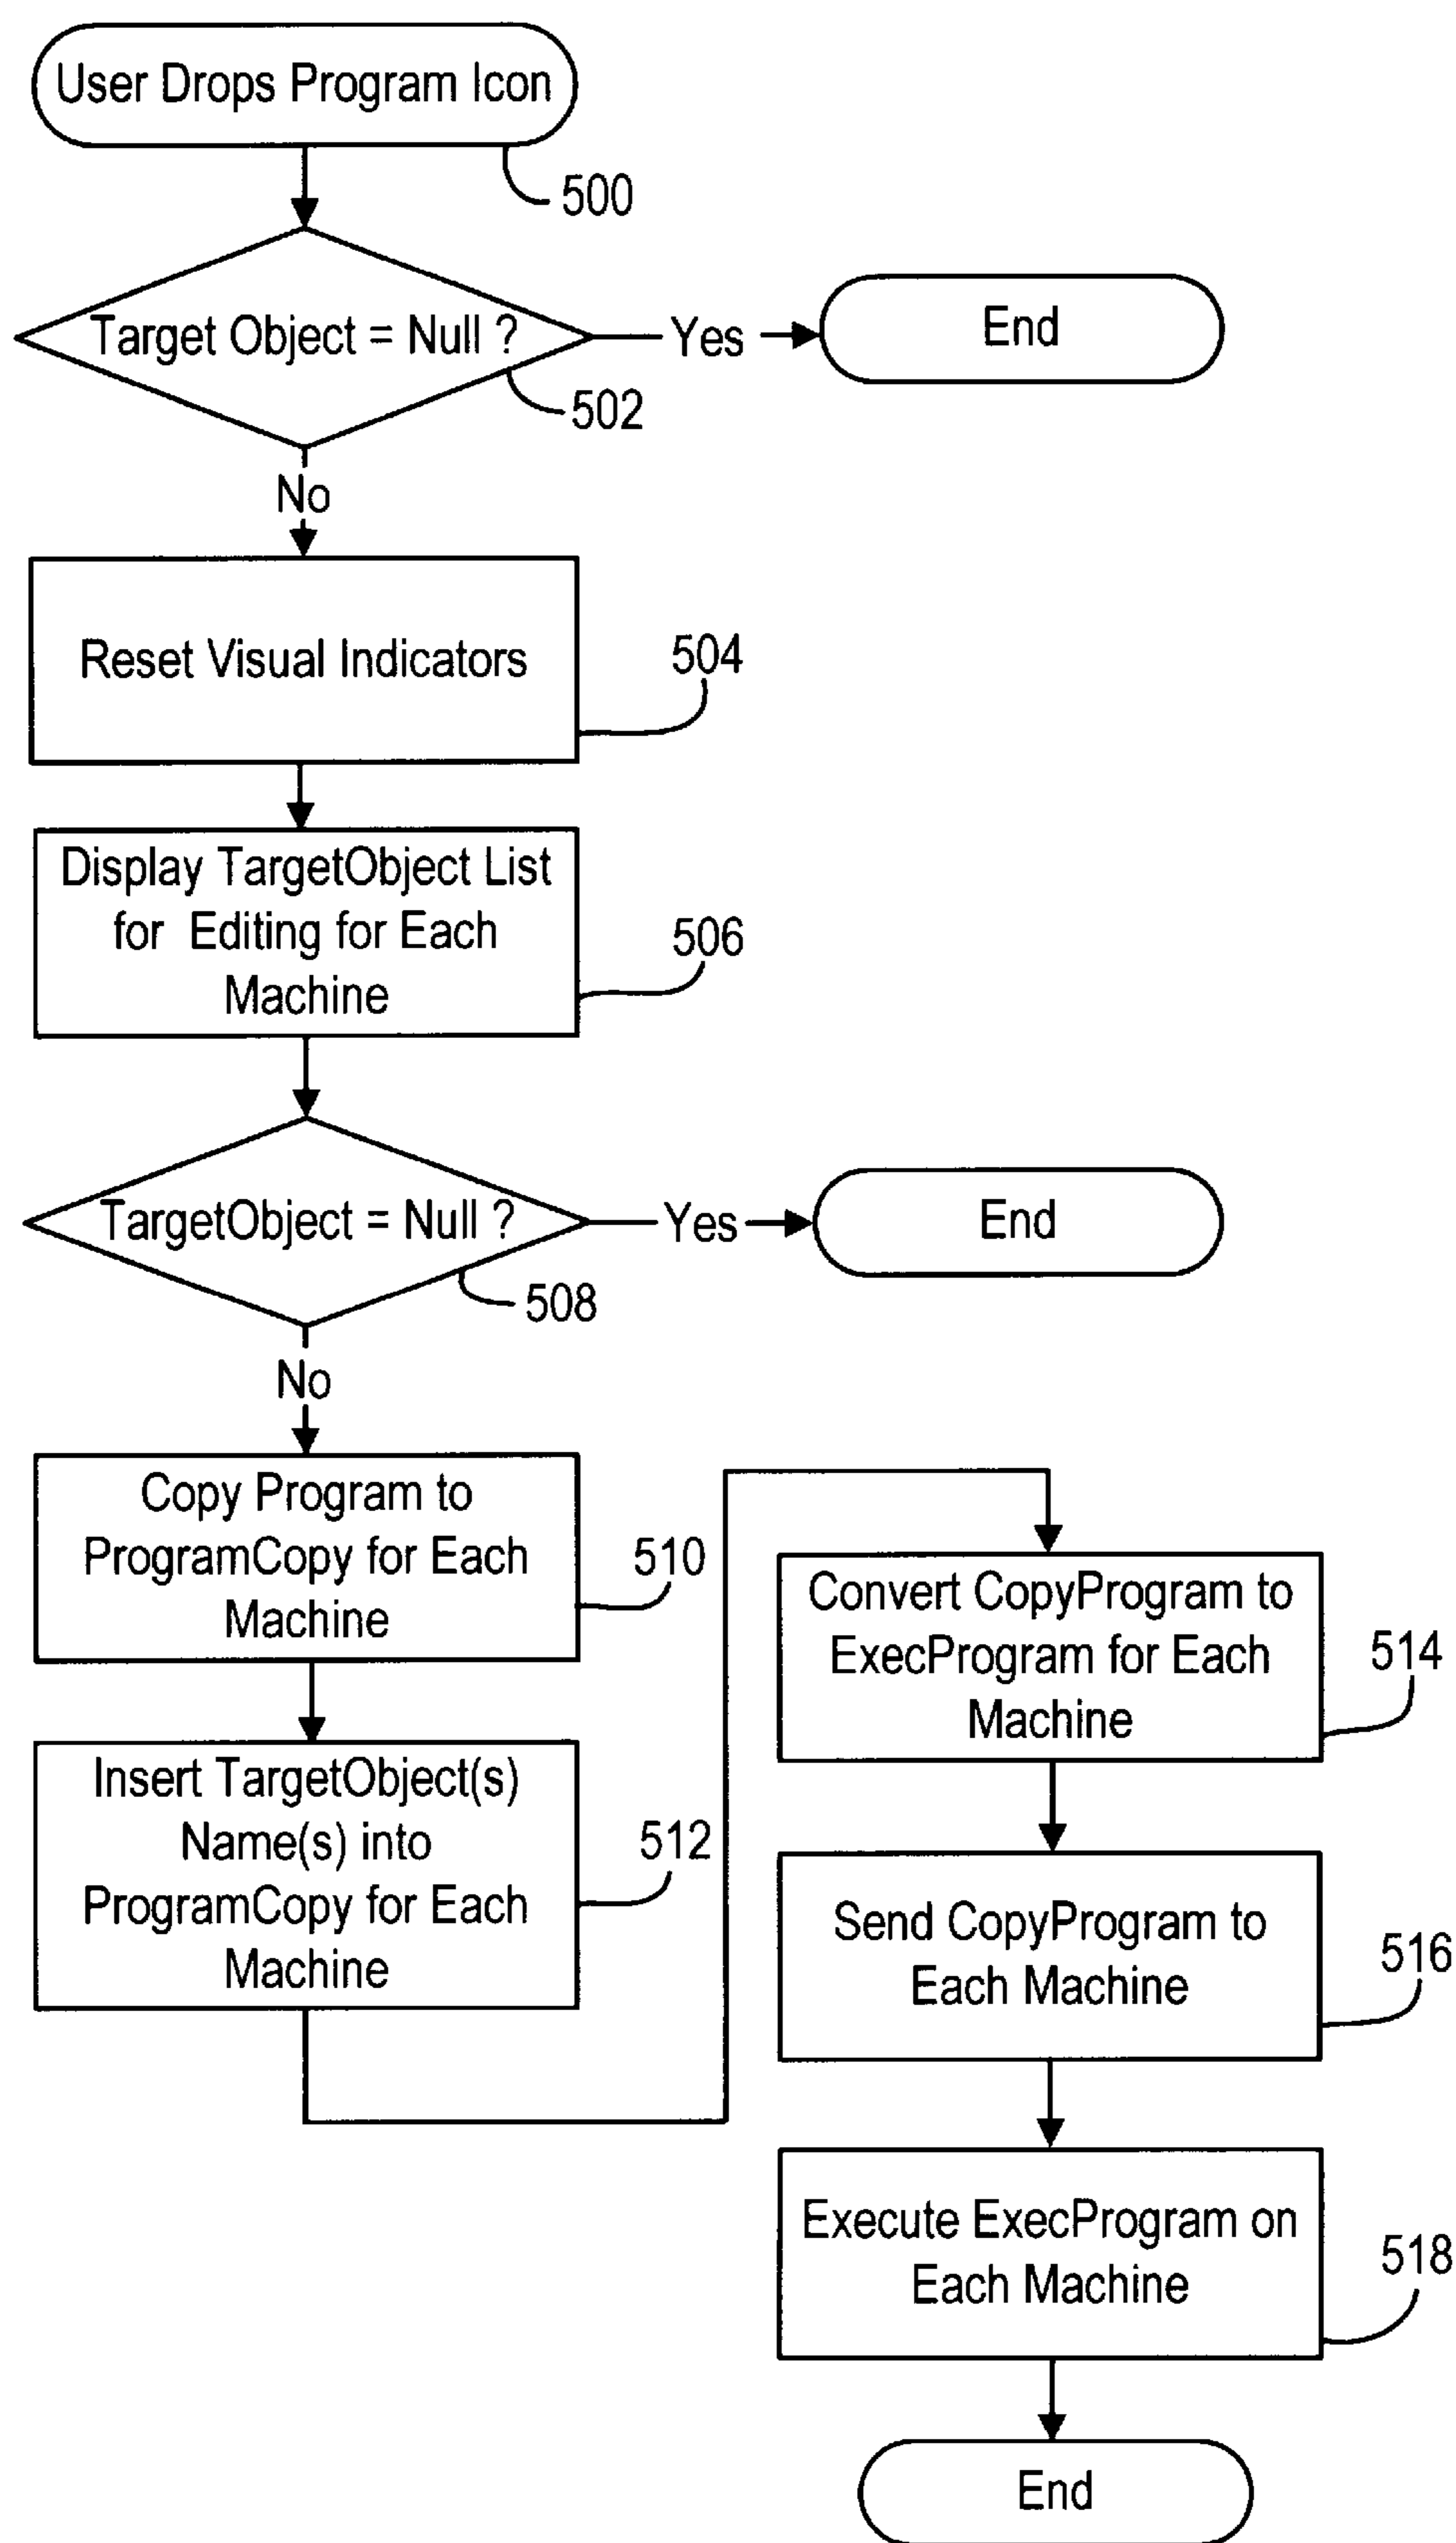 User Drops Program Icon
500
Target Object = Null ?
Yes
End
502
No
Reset Visual Indicators
504
Display TargetObject List
for Editing for Each
Machine
506
TargetObject = Null ?
Yes
End
508
No
Copy Program to
ProgramCopy for Each
Machine
510
Insert TargetObject(s)
Name(s) into
ProgramCopy for Each
Machine
512
Convert CopyProgram to
ExecProgram for Each
Machine
514
Send CopyProgram to
Each Machine
516
Execute ExecProgram on
Each Machine
518
End